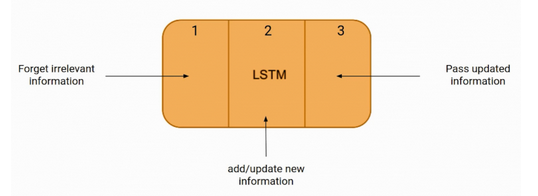 1
2
3
Forget irrelevant
information
LSTM
Pass updated
information
add/update new
information